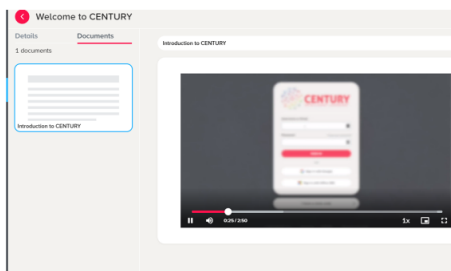 Welcome to CENTURY
Details Documents
1 documents
Introduction to CENTURY
Introduction to CENTURY
CENTURY
0:25/2:50
1x